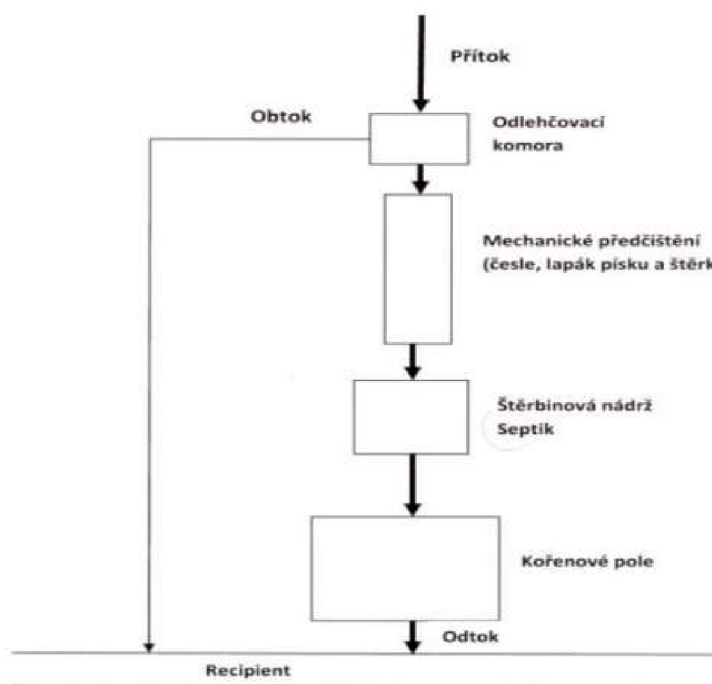 Přítok
Obtok
Odlehčovací
komora
Mechanické předčištění
(česle, lapák písku a štěrk
Štěrbinová nádrž
Septik
Kořenové pole
Odtok
Recipient